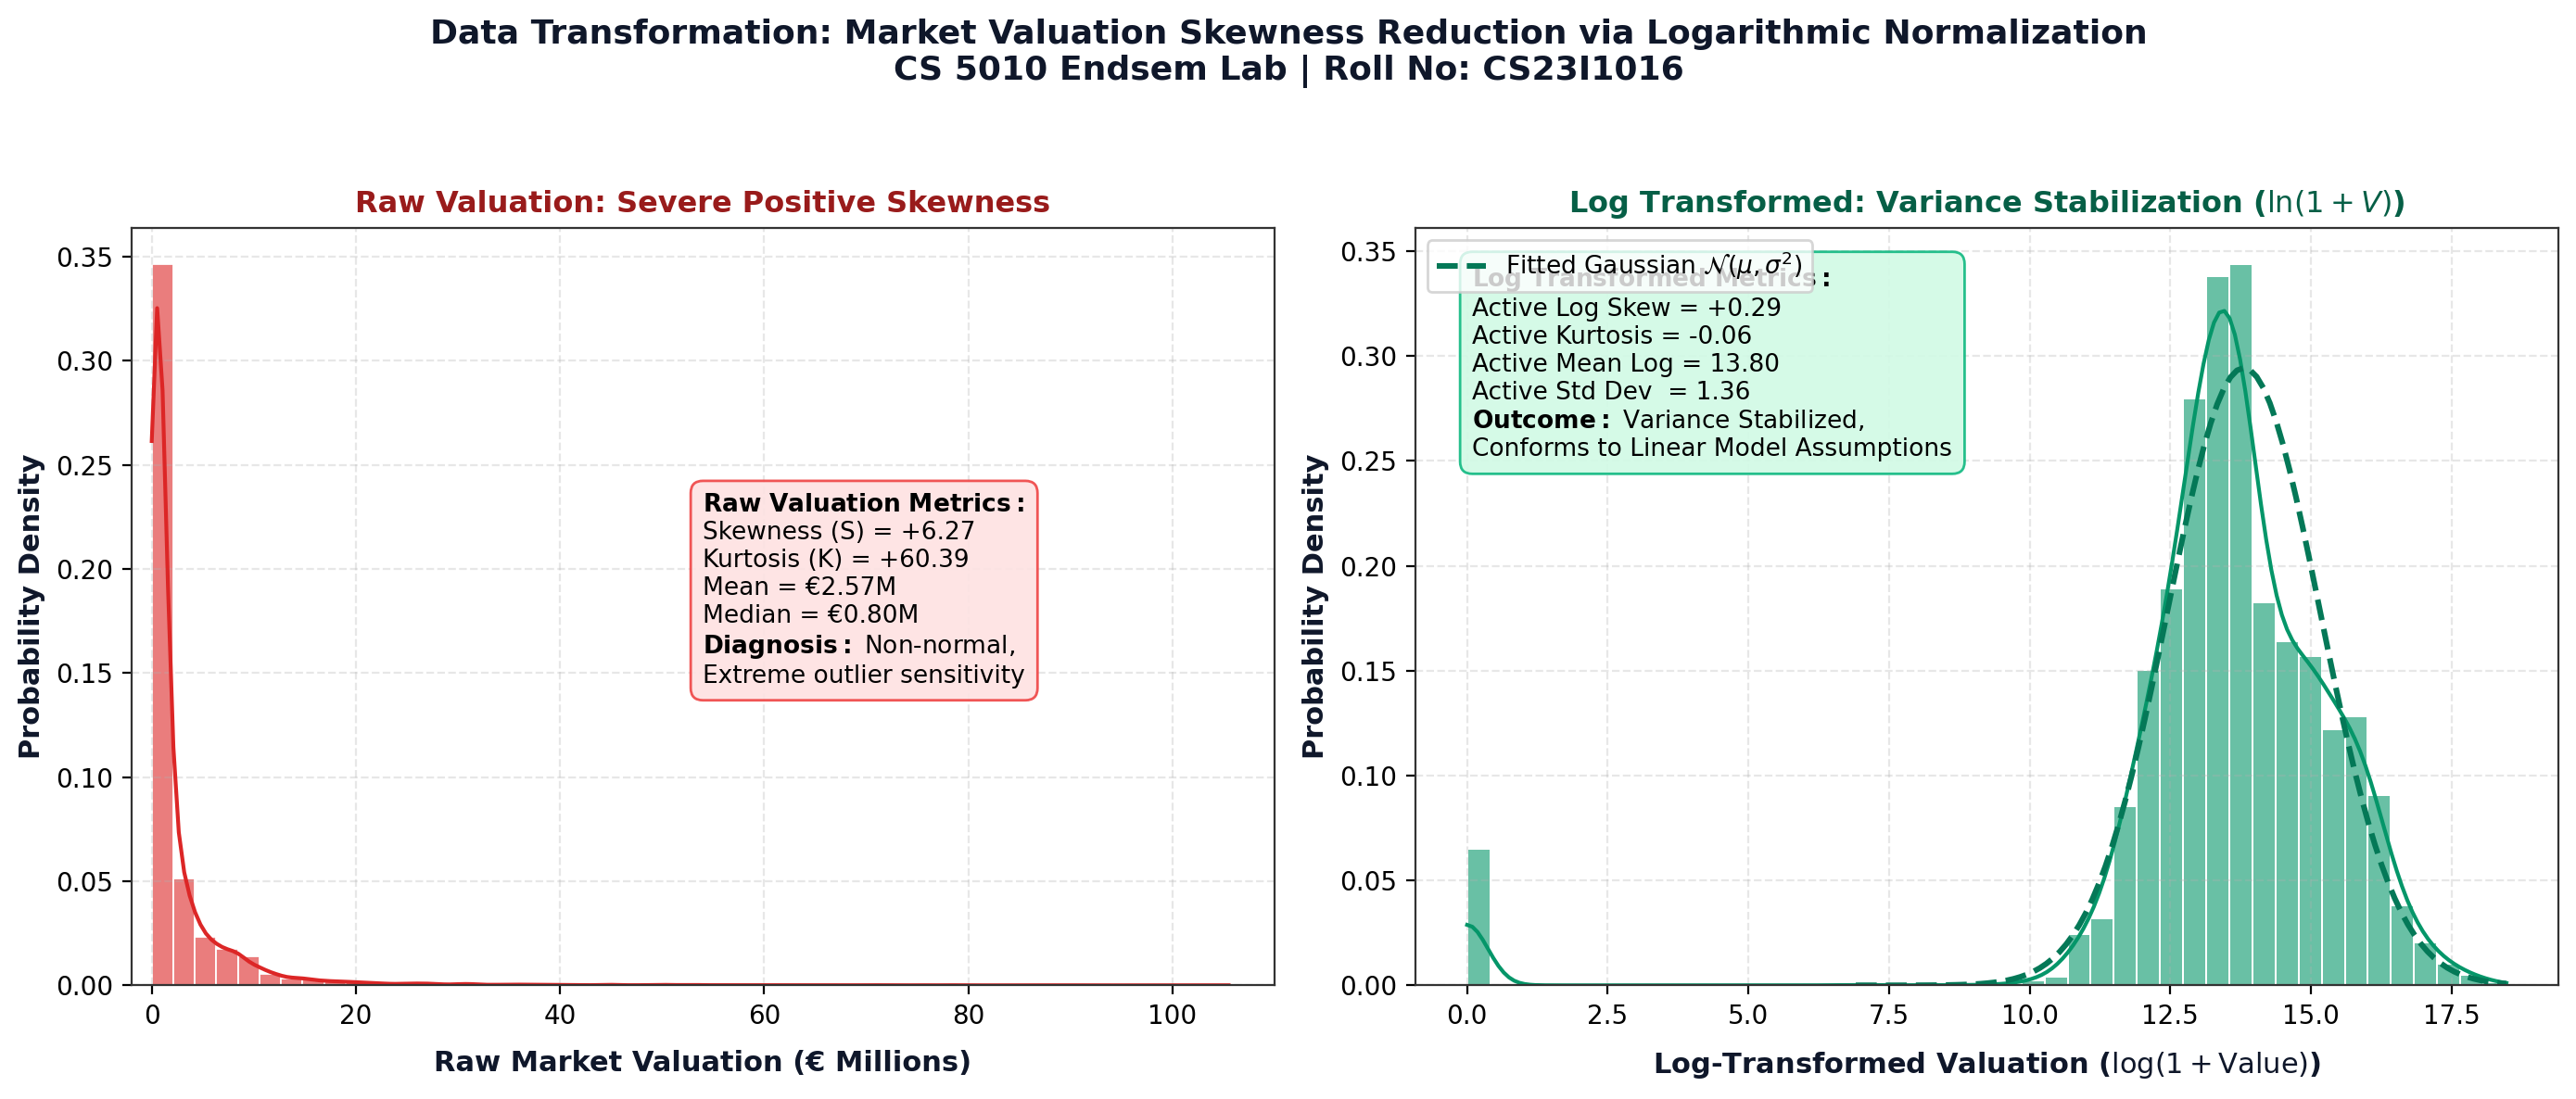 Data Transformation: Market Valuation Skewness Reduction via Logarithmic Normalization
CS 5010 Endsem Lab | Roll No: CS23I1016
Raw Valuation: Severe Positive Skewness
Probability Density
0.35
0.30
0.25
0.20
0.15
0.10
0.05
0.00
Raw Valuation Metrics:
Skewness (S) = +6.27
Kurtosis (K) = +60.39
Mean = €2.57M
Median = €0.80M
Diagnosis: Non-normal,
Extreme outlier sensitivity
0 20 40 60 80 100
Raw Market Valuation (€ Millions)
Log Transformed: Variance Stabilization (ln(1 + V))
Probability Density
0.35
0.30
0.25
0.20
0.15
0.10
0.05
0.00
Fitted Gaussian 𝒩(μ, σ²)
Log Transformed Metrics:
Active Log Skew = +0.29
Active Kurtosis = -0.06
Active Mean Log = 13.80
Active Std Dev  = 1.36
Outcome: Variance Stabilized,
Conforms to Linear Model Assumptions
0.0 2.5 5.0 7.5 10.0 12.5 15.0 17.5
Log-Transformed Valuation (log(1 + Value))